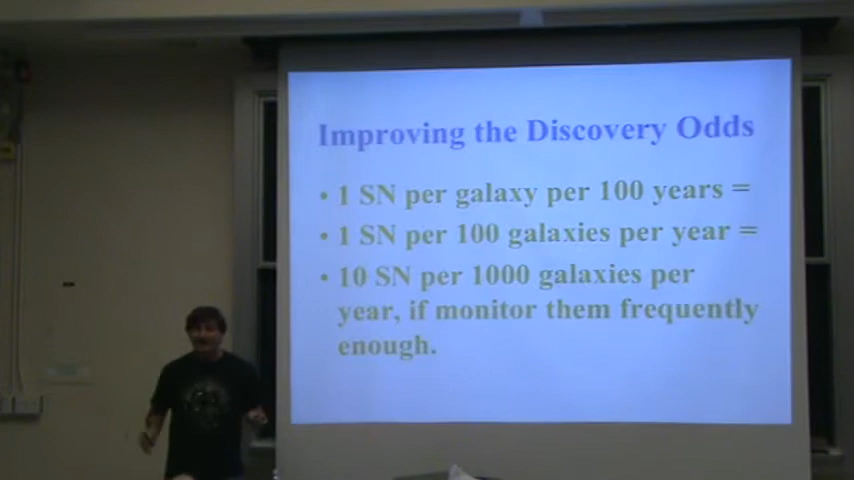 Improving the Discovery Odds
• 1 SN per galaxy per 100 years =
• 1 SN per 100 galaxies per year =
• 10 SN per 1000 galaxies per
year, if monitor them frequently
enough.